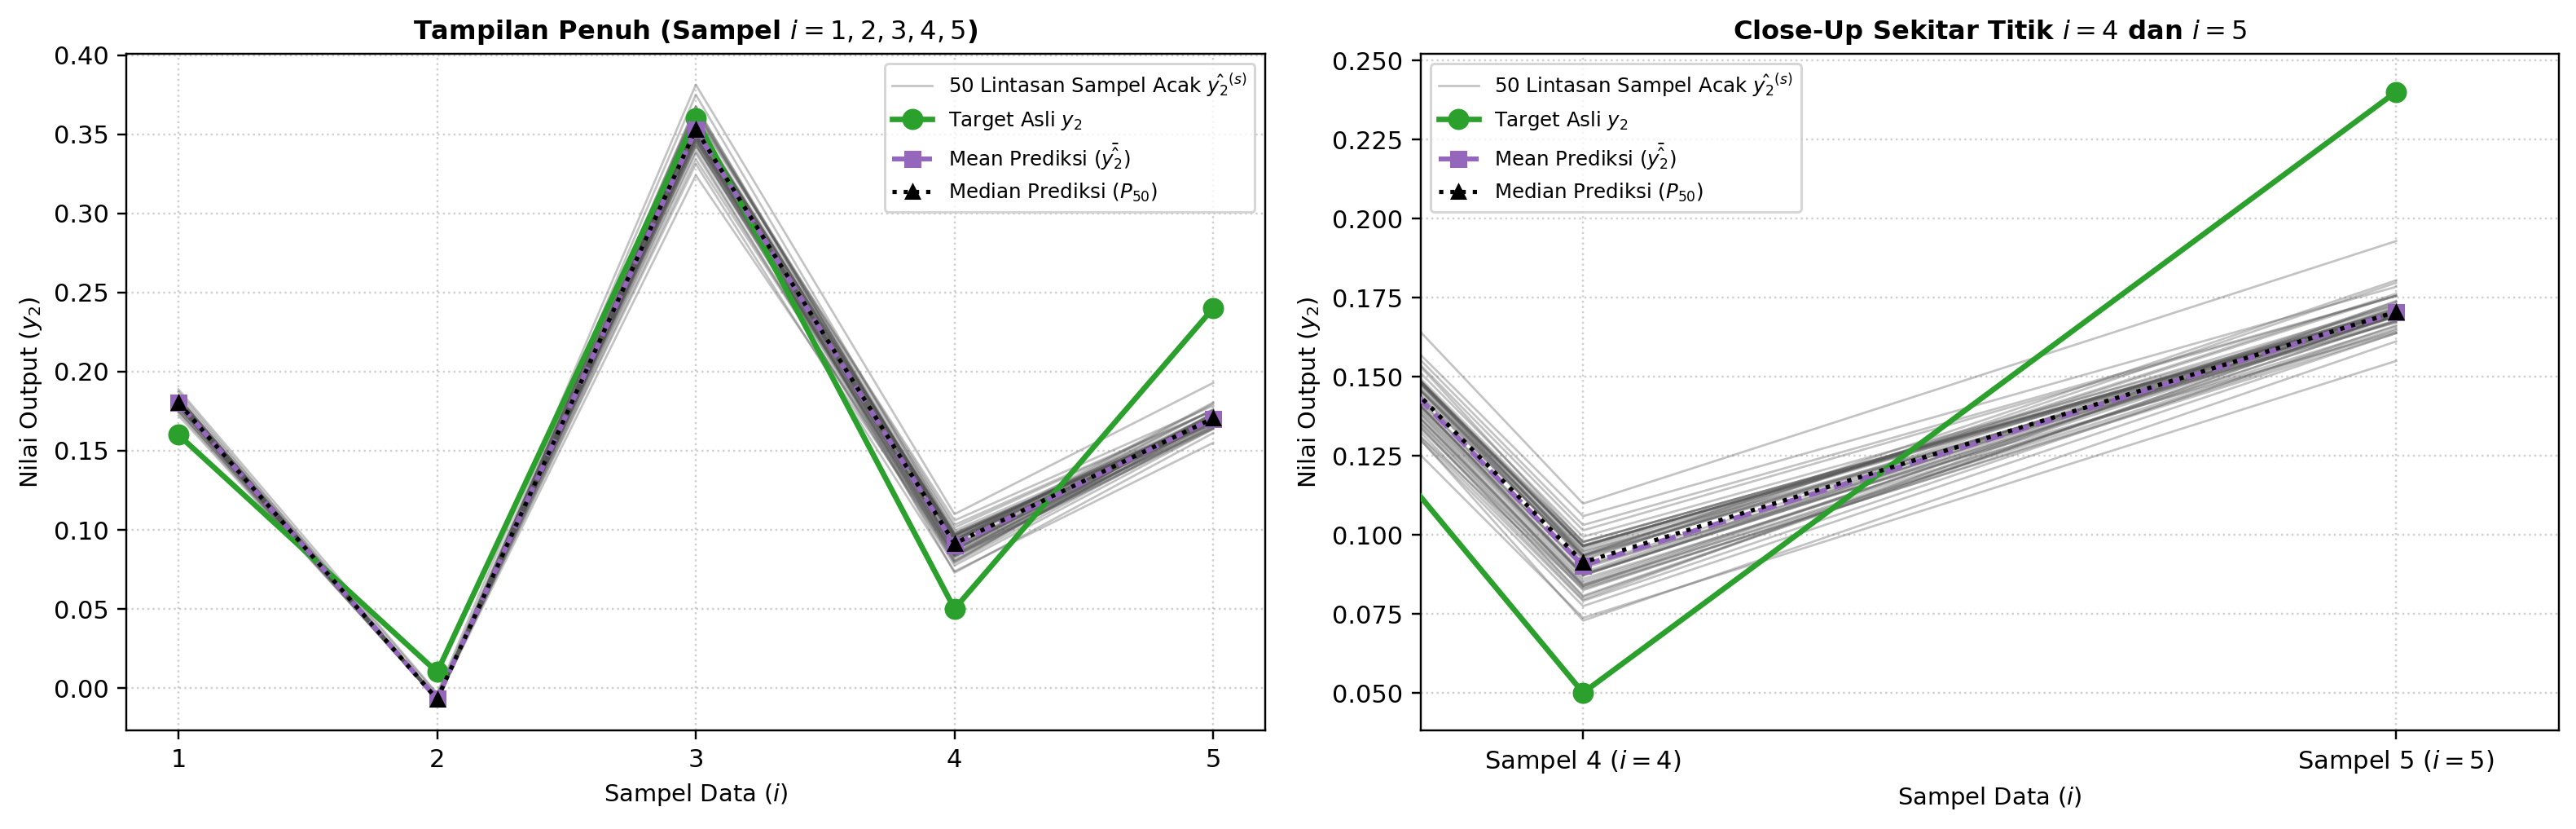 Tampilan Penuh (Sampel i = 1, 2, 3, 4, 5)
Nilai Output (y₂)
0.40
0.35
0.30
0.25
0.20
0.15
0.10
0.05
0.00
50 Lintasan Sampel Acak ŷ₂⁽ˢ⁾
Target Asli y₂
Mean Prediksi (ŷ̄₂)
Median Prediksi (P₅₀)
1 2 3 4 5
Sampel Data (i)
Close-Up Sekitar Titik i = 4 dan i = 5
Nilai Output (y₂)
0.250
0.225
0.200
0.175
0.150
0.125
0.100
0.075
0.050
50 Lintasan Sampel Acak ŷ₂⁽ˢ⁾
Target Asli y₂
Mean Prediksi (ŷ̄₂)
Median Prediksi (P₅₀)
Sampel 4 (i = 4) Sampel 5 (i = 5)
Sampel Data (i)